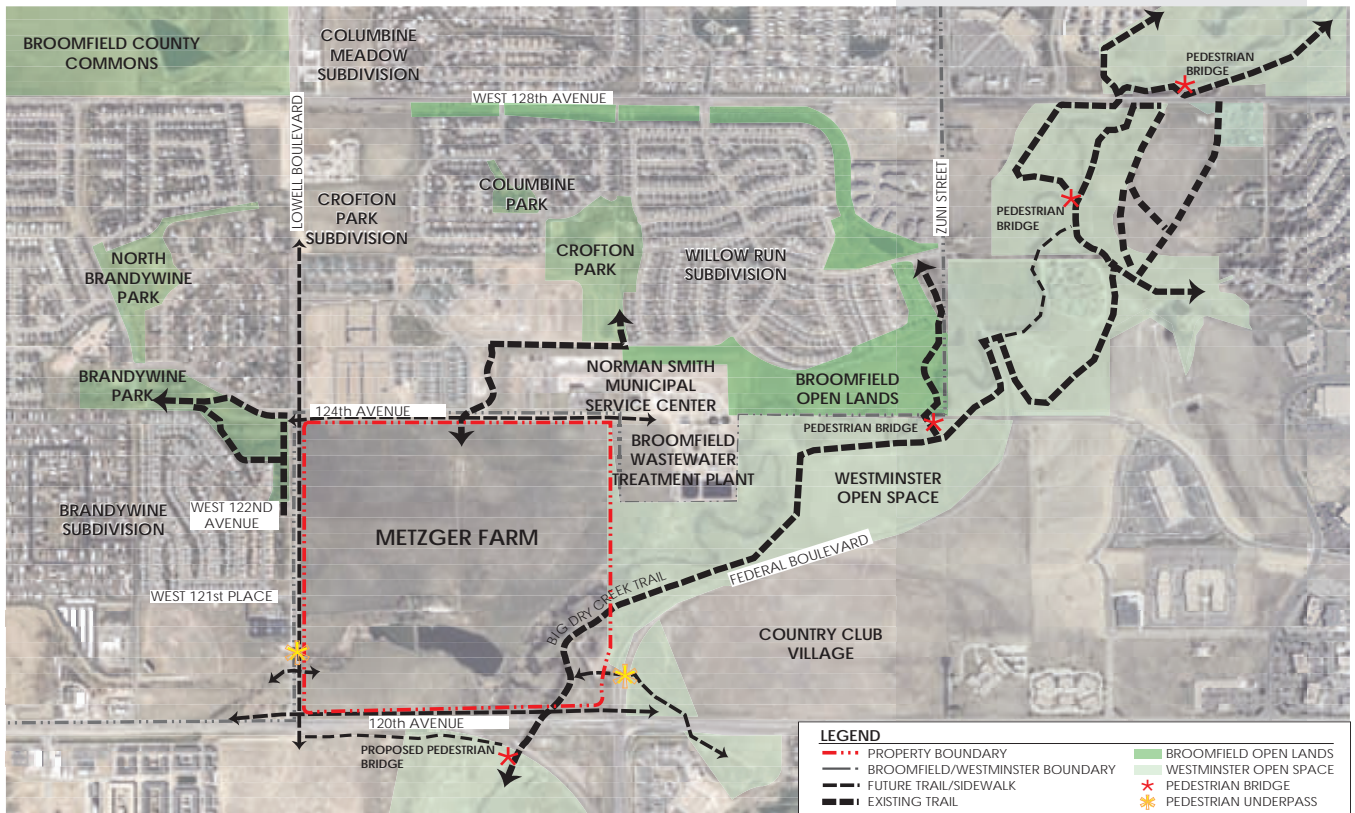 BROOMFIELD COUNTY
COMMONS
COLUMBINE
MEADOW
SUBDIVISION
PEDESTRIAN
BRIDGE
WEST 128th AVENUE
LOWELL BOULEVARD
ZUNI STREET
COLUMBINE
PARK
CROFTON
PARK
SUBDIVISION
PEDESTRIAN
BRIDGE
NORTH
BRANDYWINE
PARK
CROFTON
PARK
WILLOW RUN
SUBDIVISION
BRANDYWINE
PARK
NORMAN SMITH
MUNICIPAL
SERVICE CENTER
BROOMFIELD
OPEN LANDS
124th AVENUE
PEDESTRIAN BRIDGE
BROOMFIELD
WASTEWATER
TREATMENT PLANT
WESTMINSTER
OPEN SPACE
WEST 122ND
AVENUE
BRANDYWINE
SUBDIVISION
METZGER FARM
FEDERAL BOULEVARD
WEST 121st PLACE
BIG DRY CREEK TRAIL
COUNTRY CLUB
VILLAGE
120th AVENUE
PROPOSED PEDESTRIAN
BRIDGE
LEGEND
PROPERTY BOUNDARY
BROOMFIELD/WESTMINSTER BOUNDARY
FUTURE TRAIL/SIDEWALK
EXISTING TRAIL
BROOMFIELD OPEN LANDS
WESTMINSTER OPEN SPACE
PEDESTRIAN BRIDGE
PEDESTRIAN UNDERPASS